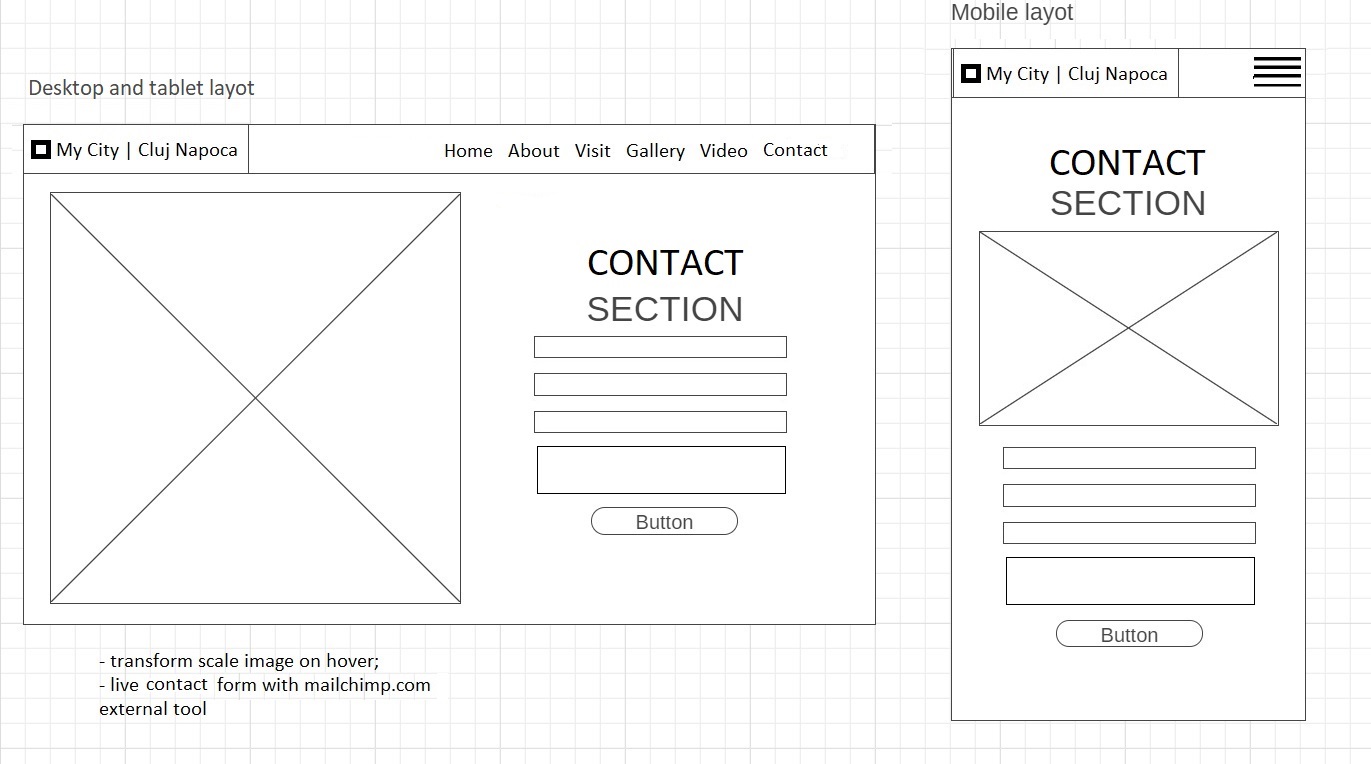 Desktop and tablet layot
My City | Cluj Napoca
Home About Visit Gallery Video Contact
CONTACT
SECTION
Button
- transform scale image on hover;
- live contact form with mailchimp.com
external tool
Mobile layot
My City | Cluj Napoca
CONTACT
SECTION
Button